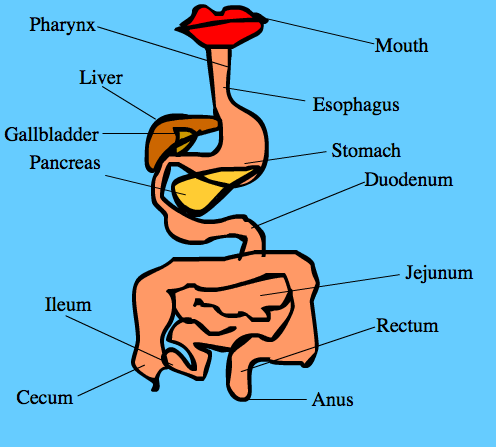 Pharynx
Mouth
Liver
Esophagus
Gallbladder
Stomach
Pancreas
Duodenum
Jejunum
Ileum
Rectum
Cecum
Anus